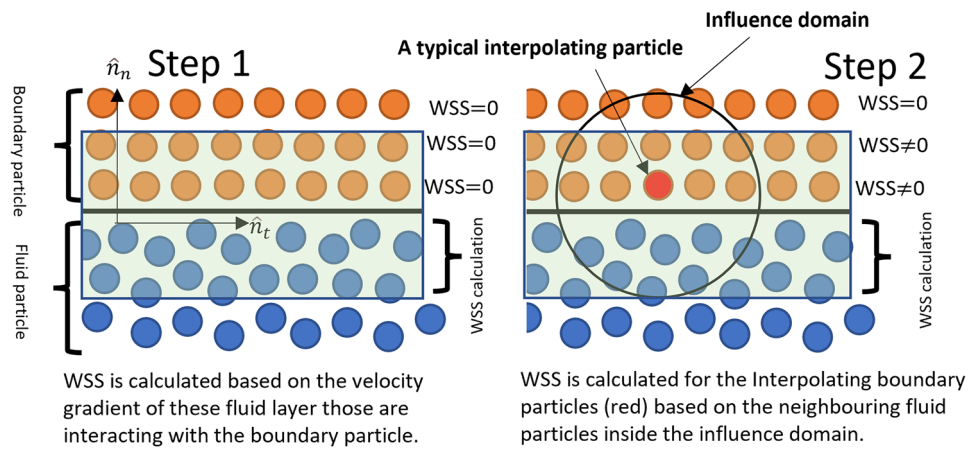 Step 1
n̂ₙ
Boundary particle
WSS=0
WSS=0
WSS=0
n̂ₜ
Fluid particle
WSS calculation
WSS is calculated based on the velocity
gradient of these fluid layer those are
interacting with the boundary particle.
Influence domain
A typical interpolating particle
Step 2
WSS=0
WSS≠0
WSS≠0
WSS calculation
WSS is calculated for the Interpolating boundary
particles (red) based on the neighbouring fluid
particles inside the influence domain.